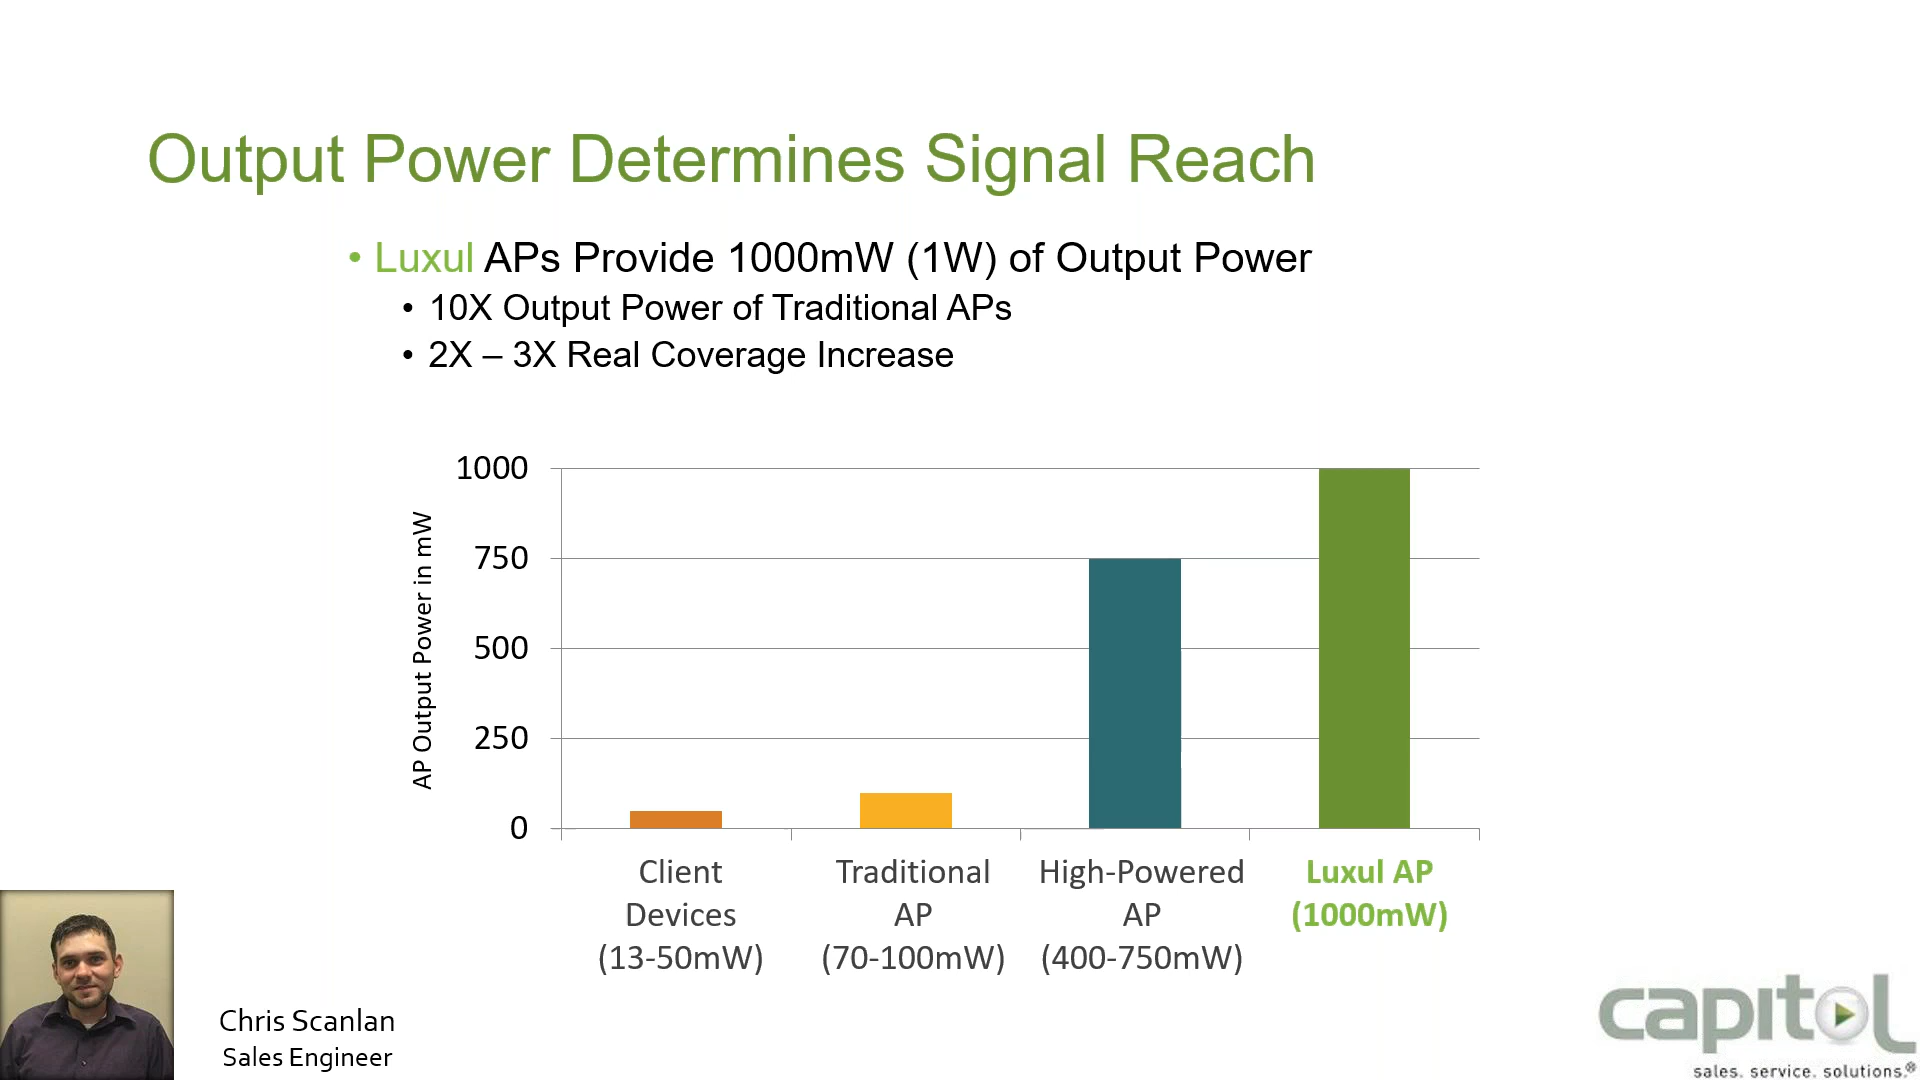 Output Power Determines Signal Reach
• Luxul APs Provide 1000mW (1W) of Output Power
• 10X Output Power of Traditional APs
• 2X – 3X Real Coverage Increase
AP Output Power in mW
1000
750
500
250
0
Client
Devices
(13-50mW)
Traditional
AP
(70-100mW)
High-Powered
AP
(400-750mW)
Luxul AP
(1000mW)
Chris Scanlan
Sales Engineer
capitol
sales. service. solutions.®